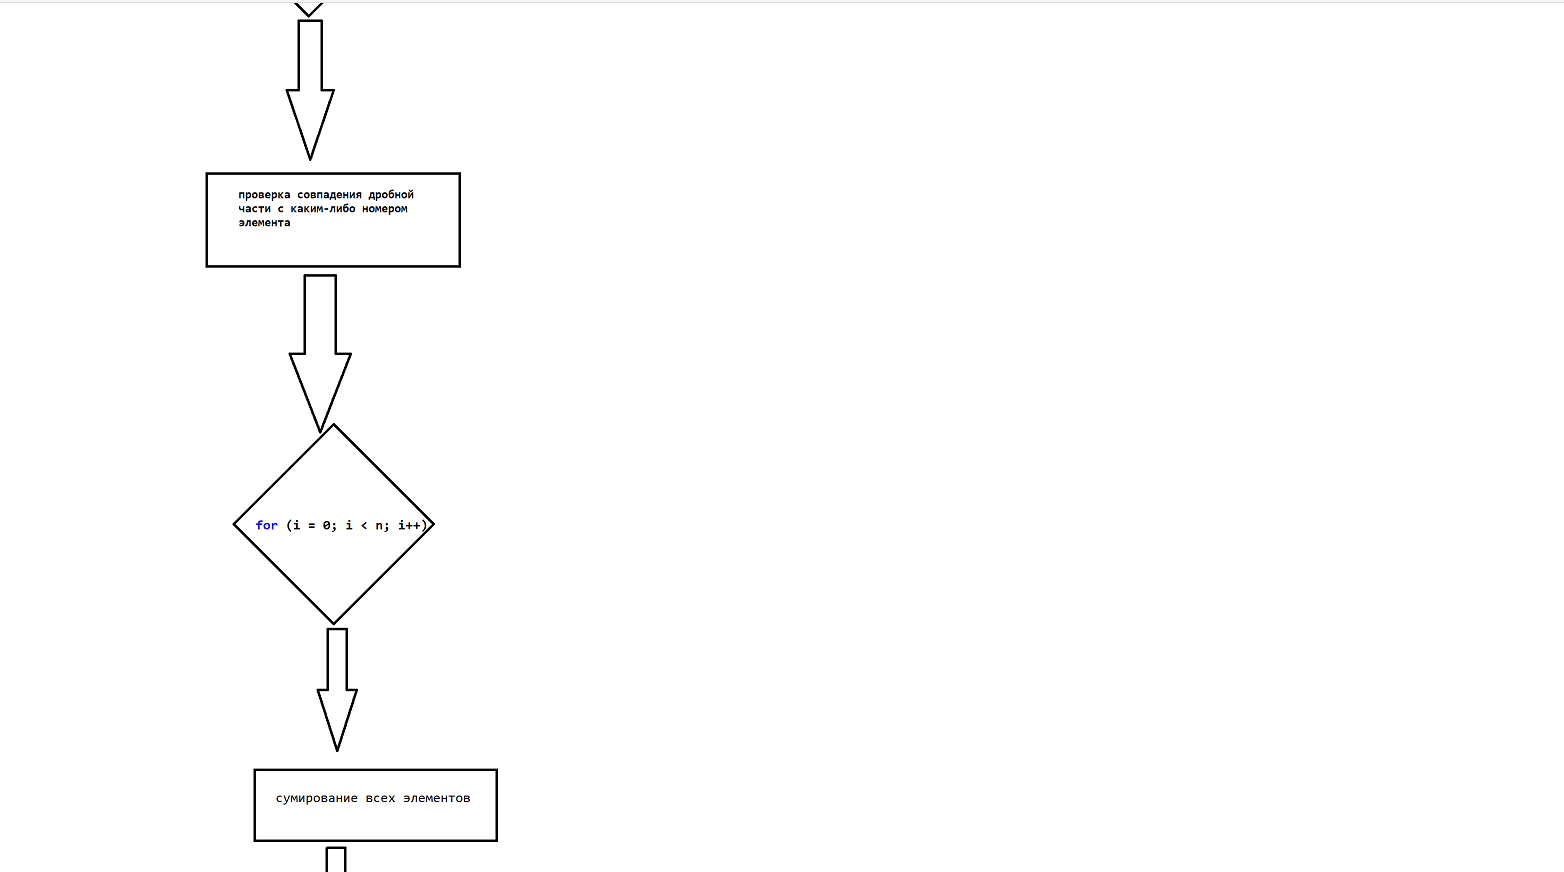 проверка совпадения дробной
части с каким-либо номером
элемента
for (i = 0; i < n; i++)
сумирование всех элементов